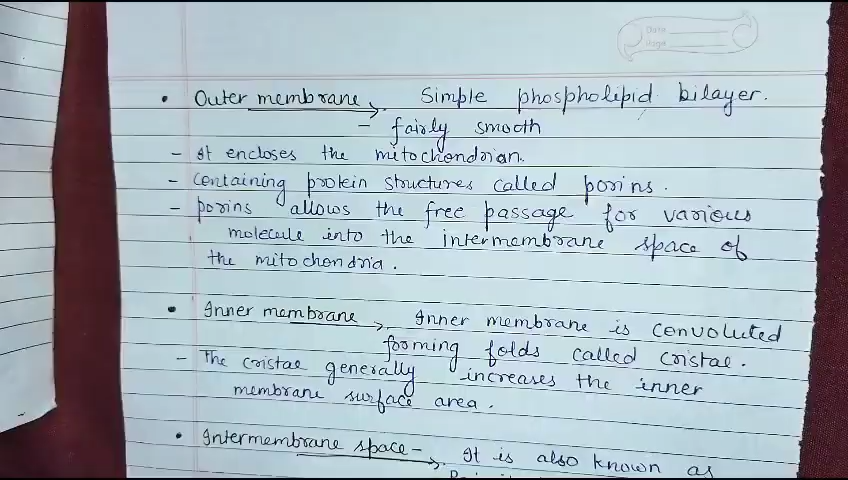 Date
Page
• Outer membrane → Simple phospholipid bilayer.
– fairly smooth
– It encloses the mitochondrian.
– Containing protein structures called porins.
– porins allows the free passage for various
molecule into the intermembrane space of
the mitochondria.
• Inner membrane → Inner membrane is convoluted
forming folds called cristae.
– The cristae generally increases the inner
membrane surface area.
• Intermembrane space – → It is also known as